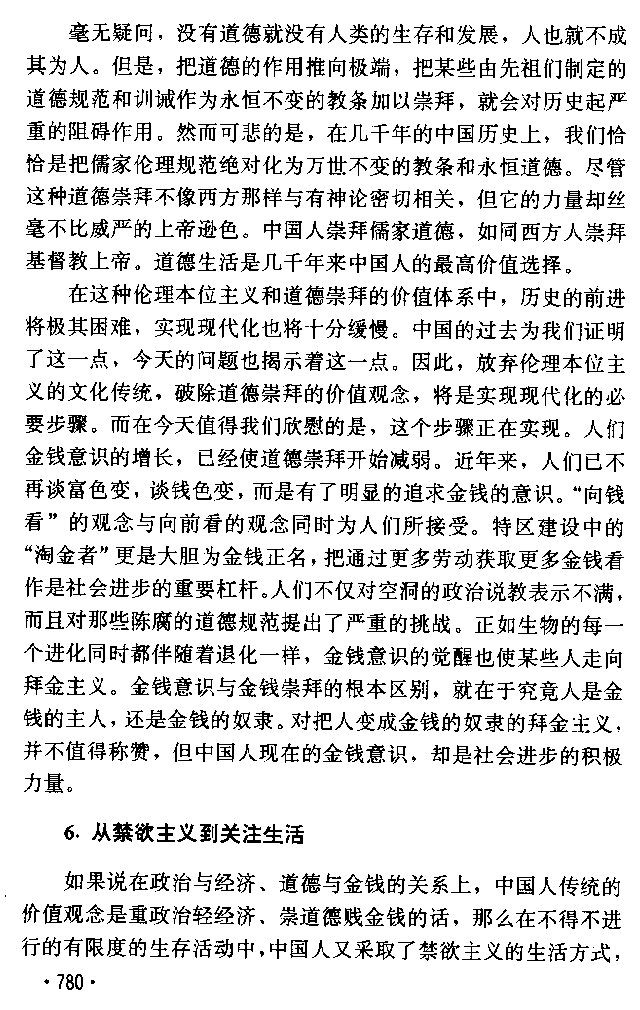 毫无疑问，没有道德就没有人类的生存和发展，人也就不成
其为人。但是，把道德的作用推向极端，把某些由先祖们制定的
道德规范和训诫作为永恒不变的教条加以崇拜，就会对历史起严
重的阻碍作用。然而可悲的是，在几千年的中国历史上，我们恰
恰是把儒家伦理规范绝对化为万世不变的教条和永恒道德。尽管
这种道德崇拜不像西方那样与有神论密切相关，但它的力量却丝
毫不比威严的上帝逊色。中国人崇拜儒家道德，如同西方人崇拜
基督教上帝。道德生活是几千年来中国人的最高价值选择。
在这种伦理本位主义和道德崇拜的价值体系中，历史的前进
将极其困难，实现现代化也将十分缓慢。中国的过去为我们证明
了这一点，今天的问题也揭示着这一点。因此，放弃伦理本位主
义的文化传统，破除道德崇拜的价值观念，将是实现现代化的必
要步骤。而在今天值得我们欣慰的是，这个步骤正在实现。人们
金钱意识的增长，已经使道德崇拜开始减弱。近年来，人们已不
再谈富色变，谈钱色变，而是有了明显的追求金钱的意识。“向钱
看”的观念与向前看的观念同时为人们所接受。特区建设中的
“淘金者”更是大胆为金钱正名，把通过更多劳动获取更多金钱看
作是社会进步的重要杠杆。人们不仅对空洞的政治说教表示不满，
而且对那些陈腐的道德规范提出了严重的挑战。正如生物的每一
个进化同时都伴随着退化一样，金钱意识的觉醒也使某些人走向
拜金主义。金钱意识与金钱崇拜的根本区别，就在于究竟人是金
钱的主人，还是金钱的奴隶。对把人变成金钱的奴隶的拜金主义，
并不值得称赞，但中国人现在的金钱意识，却是社会进步的积极
力量。
6. 从禁欲主义到关注生活
如果说在政治与经济、道德与金钱的关系上，中国人传统的
价值观念是重政治轻经济、崇道德贱金钱的话，那么在不得不进
行的有限度的生存活动中，中国人又采取了禁欲主义的生活方式，
·780·